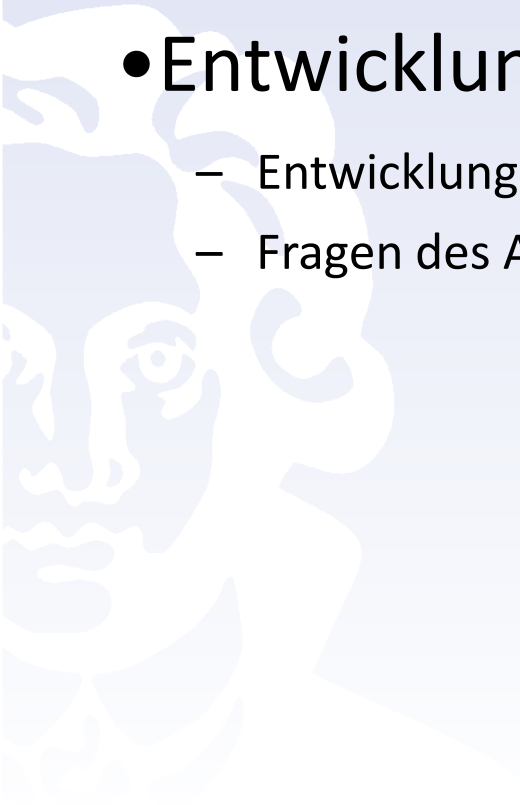 •Entwicklun
– Entwicklung
– Fragen des A